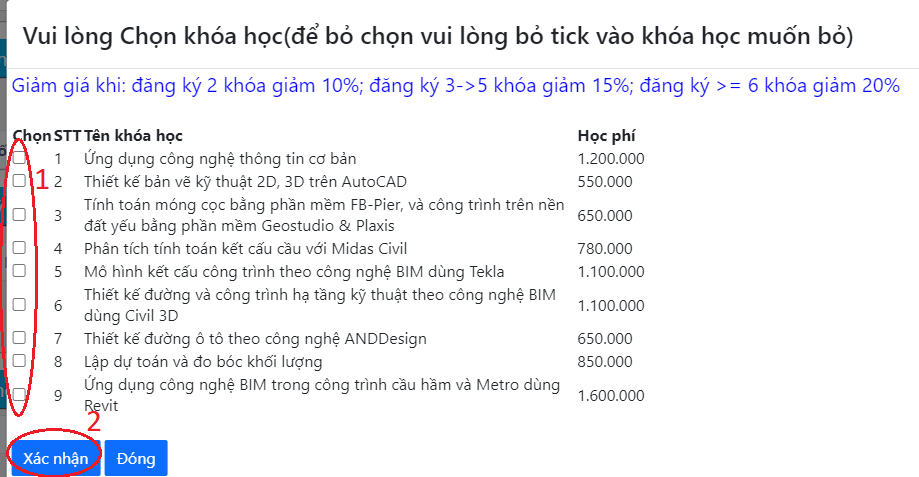 Vui lòng Chọn khóa học(để bỏ chọn vui lòng bỏ tick vào khóa học muốn bỏ)
Giảm giá khi: đăng ký 2 khóa giảm 10%; đăng ký 3->5 khóa giảm 15%; đăng ký >= 6 khóa giảm 20%
Chọn STT Tên khóa học Học phí
1 Ứng dụng công nghệ thông tin cơ bản 1.200.000
1
2 Thiết kế bản vẽ kỹ thuật 2D, 3D trên AutoCAD 550.000
3 Tính toán móng cọc bằng phần mềm FB-Pier, và công trình trên nền
đất yếu bằng phần mềm Geostudio & Plaxis 650.000
4 Phân tích tính toán kết cấu cầu với Midas Civil 780.000
5 Mô hình kết cấu công trình theo công nghệ BIM dùng Tekla 1.100.000
6 Thiết kế đường và công trình hạ tầng kỹ thuật theo công nghệ BIM
dùng Civil 3D 1.100.000
7 Thiết kế đường ô tô theo công nghệ ANDDesign 650.000
8 Lập dự toán và đo bóc khối lượng 850.000
9 Ứng dụng công nghệ BIM trong công trình cầu hầm và Metro dùng
Revit 1.600.000
2
Xác nhận Đóng